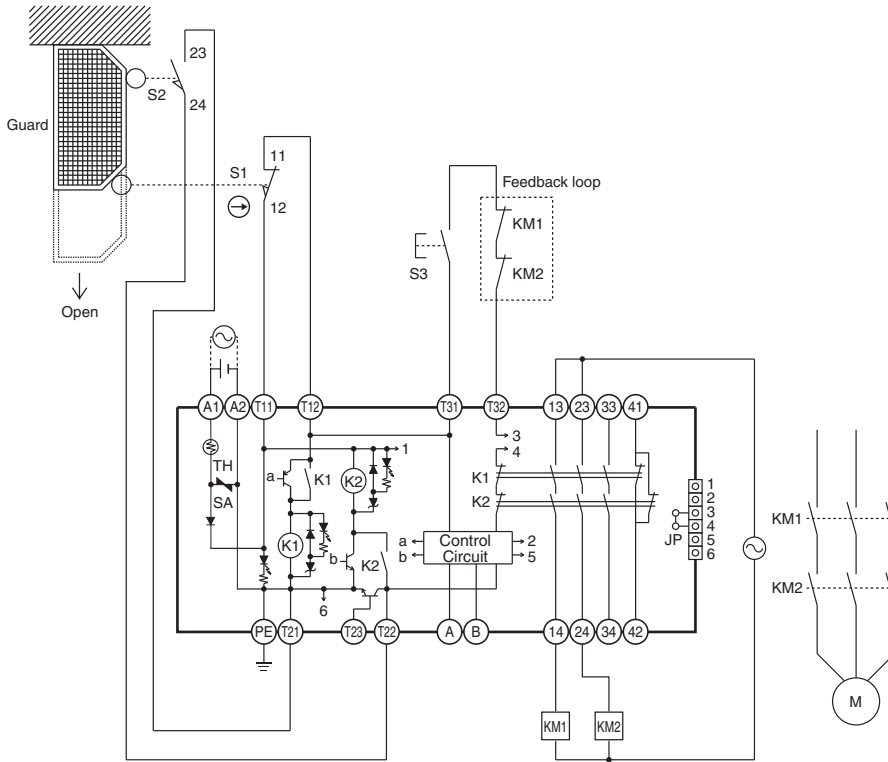 23
S2
24
Guard
11
S1
12
Feedback loop
KM1
S3
KM2
Open
A1
A2
T11
T12
T31
T32
13
23
33
41
1
3
4
TH
SA
a
K1
K2
K1
K2
K1
b
K2
a
b
Control
Circuit
2
5
6
JP
1
2
3
4
5
6
KM1
KM2
PE
T21
T23
T22
A
B
14
24
34
42
KM1
KM2
M